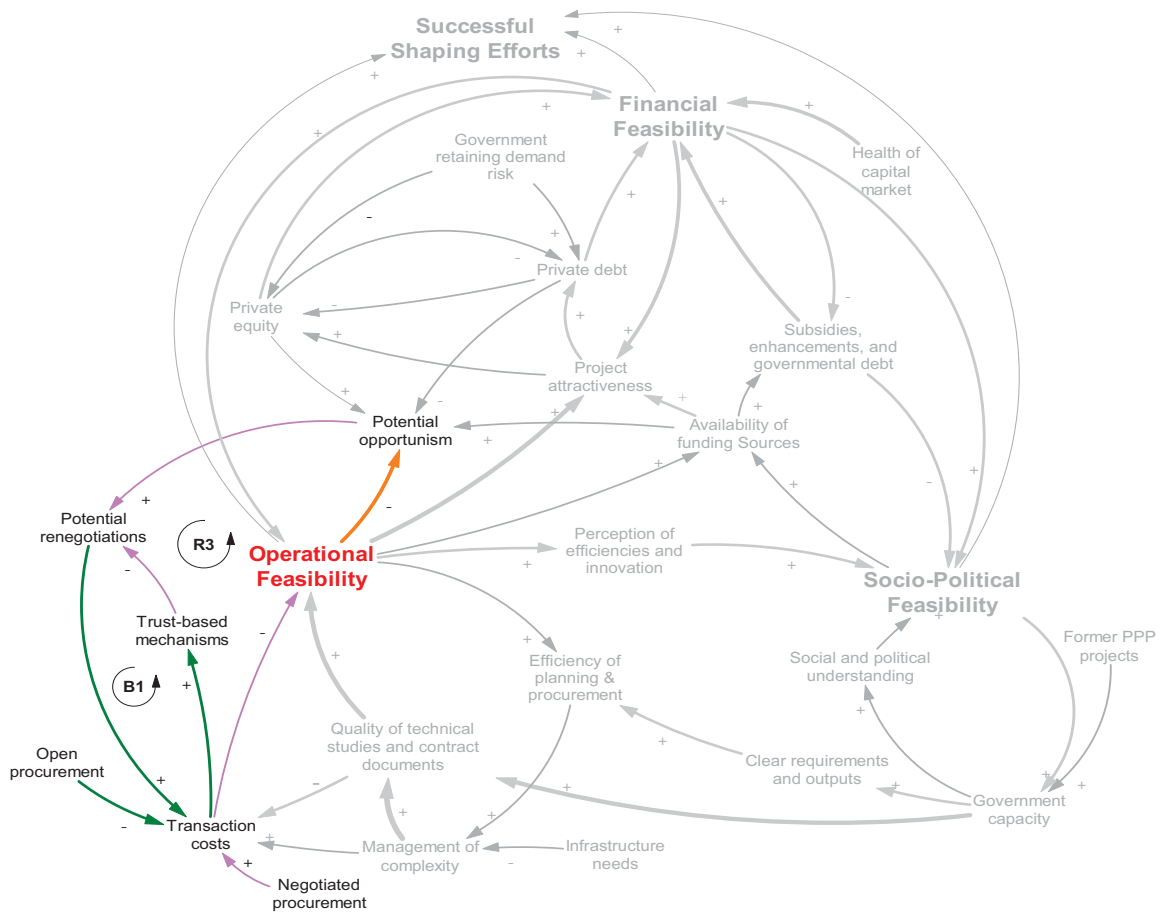 Successful
Shaping Efforts
Financial
Feasibility
Government
retaining demand
risk
Health of
capital
market
Private debt
Private
equity
Subsidies,
enhancements, and
governmental debt
Project
attractiveness
Potential
opportunism
Availability of
funding Sources
Potential
renegotiations
R3
Operational
Feasibility
Perception of
efficiencies and
innovation
Socio-Political
Feasibility
Trust-based
mechanisms
Former PPP
projects
Efficiency of
planning &
procurement
Social and political
understanding
B1
Quality of technical
studies and contract
documents
Open
procurement
Clear requirements
and outputs
Government
capacity
Transaction
costs
Management of
complexity
Infrastructure
needs
Negotiated
procurement